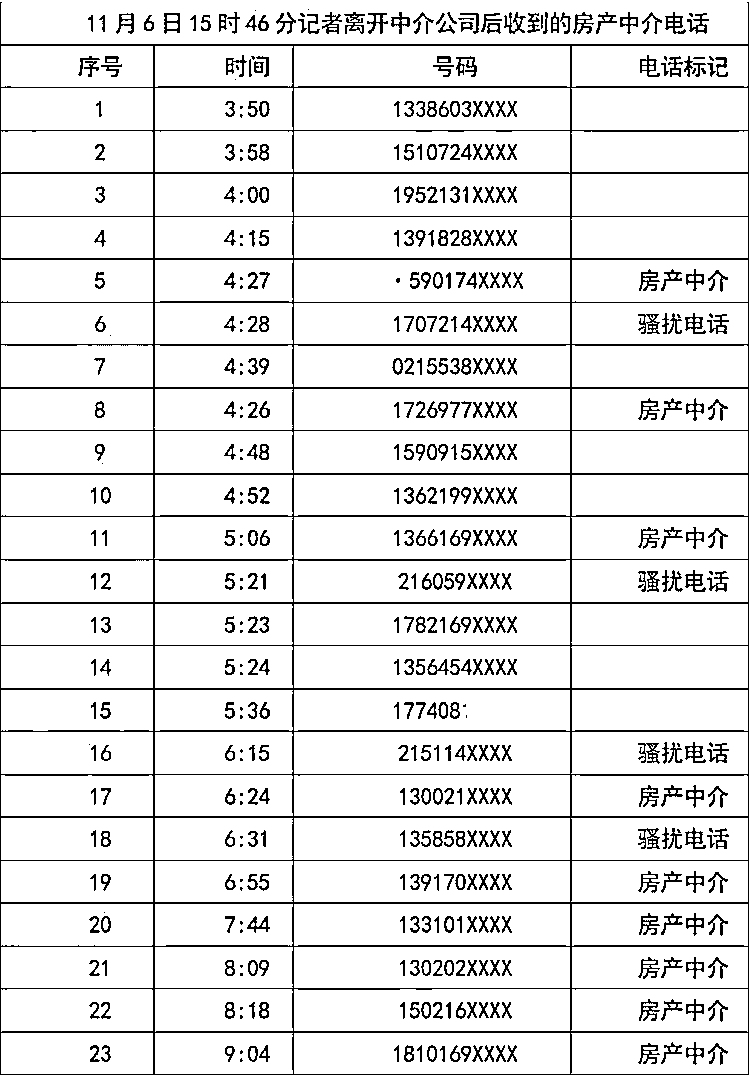 11月6日15时46分记者离开中介公司后收到的房产中介电话
序号 时间 号码 电话标记
1 3:50 1338603XXXX
2 3:58 1510724XXXX
3 4:00 1952131XXXX
4 4:15 1391828XXXX
5 4:27 ·590174XXXX 房产中介
6 4:28 1707214XXXX 骚扰电话
7 4:39 0215538XXXX
8 4:26 1726977XXXX 房产中介
9 4:48 1590915XXXX
10 4:52 1362199XXXX
11 5:06 1366169XXXX 房产中介
12 5:21 216059XXXX 骚扰电话
13 5:23 1782169XXXX
14 5:24 1356454XXXX
15 5:36 177408
16 6:15 215114XXXX 骚扰电话
17 6:24 130021XXXX 房产中介
18 6:31 135858XXXX 骚扰电话
19 6:55 139170XXXX 房产中介
20 7:44 133101XXXX 房产中介
21 8:09 130202XXXX 房产中介
22 8:18 150216XXXX 房产中介
23 9:04 1810169XXXX 房产中介